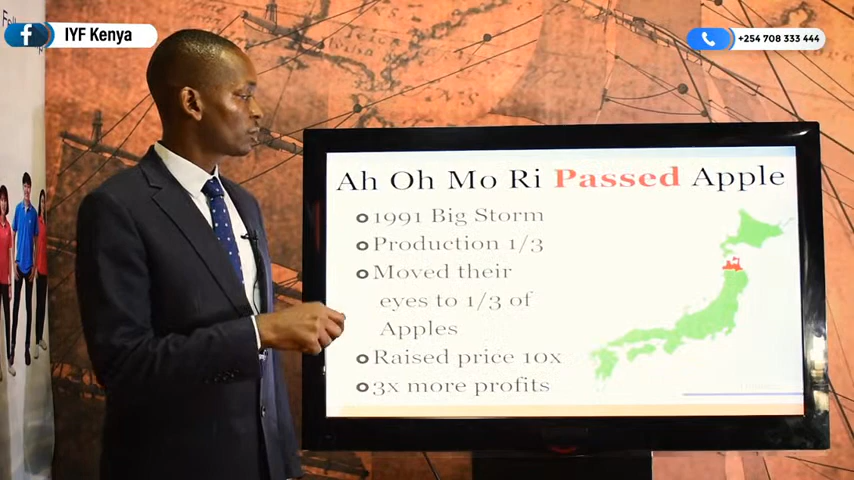 IYF Kenya
+254 708 333 444
Ah Oh Mo Ri Passed Apple
1991 Big Storm
Production 1/3
Moved their
eyes to 1/3 of
Apples
Raised price 10x
3x more profits